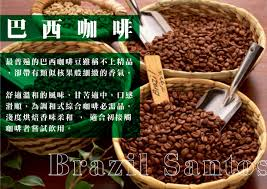 巴西咖啡
最普遍的巴西咖啡豆雖稱不上精品，
卻帶有類似核果般細緻的香氣。
舒適溫和的風味、甘苦適中、口感
滑順，為調和式綜合咖啡必需品，
淺度烘焙香味柔和，適合初接觸
咖啡者嘗試飲用。
Brazil Santos